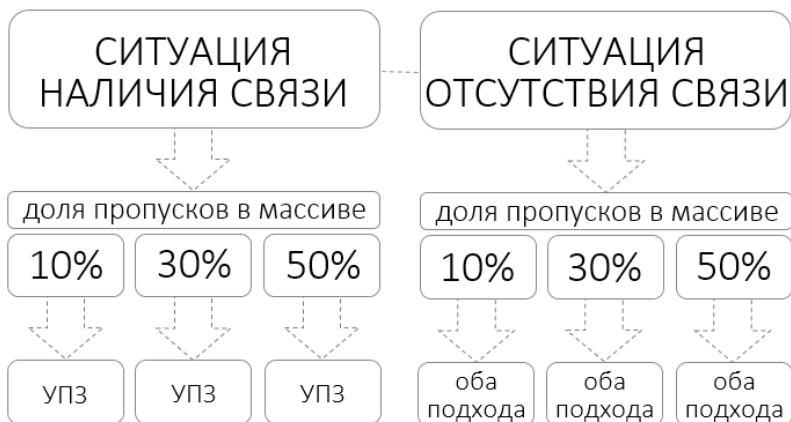 СИТУАЦИЯ
НАЛИЧИЯ СВЯЗИ
доля пропусков в массиве
10% 30% 50%
УПЗ УПЗ УПЗ
СИТУАЦИЯ
ОТСУТСТВИЯ СВЯЗИ
доля пропусков в массиве
10% 30% 50%
оба оба оба
подхода подхода подхода